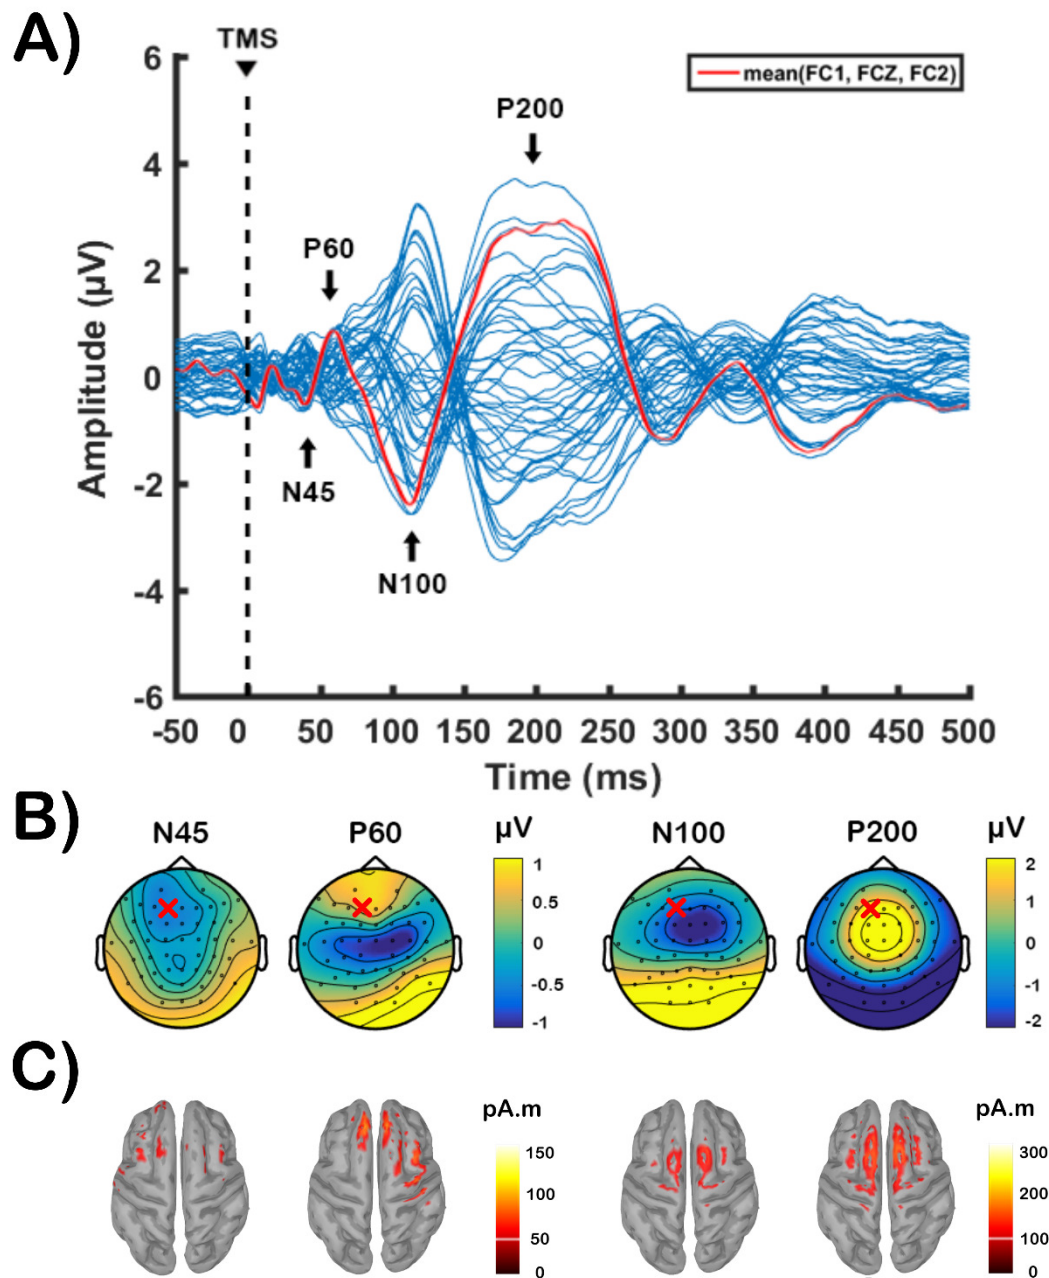 A)
TMS
mean(FC1, FCZ, FC2)
P200
P60
N45
N100
Amplitude (µV)
6
4
2
0
-2
-4
-6
-50 0 50 100 150 200 250 300 350 400 450 500
Time (ms)
B)
N45 P60 µV N100 P200 µV
1
0.5
0
-0.5
-1
2
1
0
-1
-2
C)
pA.m pA.m
150
100
50
0
300
200
100
0